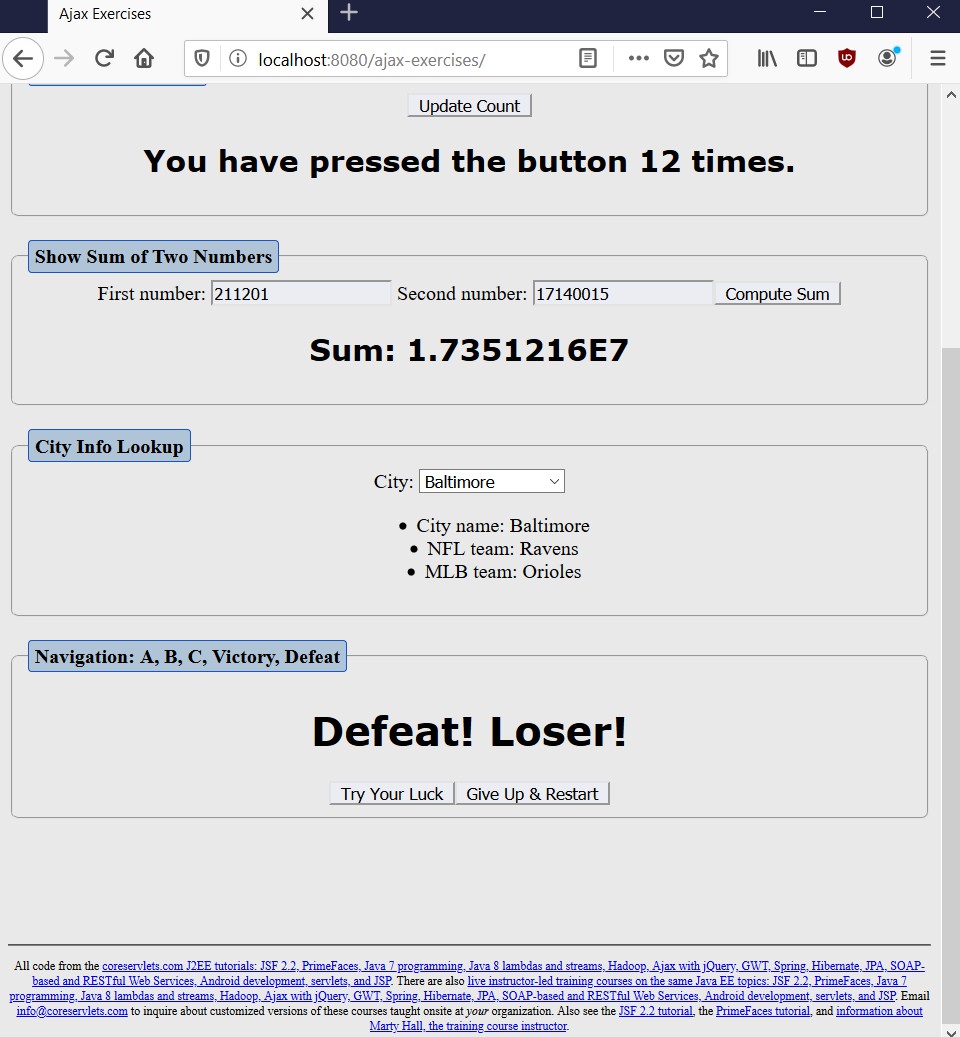 Ajax Exercises
localhost:8080/ajax-exercises/
Update Count
You have pressed the button 12 times.
Show Sum of Two Numbers
First number: 211201 Second number: 17140015 Compute Sum
Sum: 1.7351216E7
City Info Lookup
City: Baltimore
• City name: Baltimore
• NFL team: Ravens
• MLB team: Orioles
Navigation: A, B, C, Victory, Defeat
Defeat! Loser!
Try Your Luck Give Up & Restart
All code from the coreservlets.com J2EE tutorials: JSF 2.2, PrimeFaces, Java 7 programming, Java 8 lambdas and streams, Hadoop, Ajax with jQuery, GWT, Spring, Hibernate, JPA, SOAP-
based and RESTful Web Services, Android development, servlets, and JSP. There are also live instructor-led training courses on the same Java EE topics: JSF 2.2, PrimeFaces, Java 7
programming, Java 8 lambdas and streams, Hadoop, Ajax with jQuery, GWT, Spring, Hibernate, JPA, SOAP-based and RESTful Web Services, Android development, servlets, and JSP. Email
info@coreservlets.com to inquire about customized versions of these courses taught onsite at your organization. Also see the JSF 2.2 tutorial, the PrimeFaces tutorial, and information about
Marty Hall, the training course instructor.